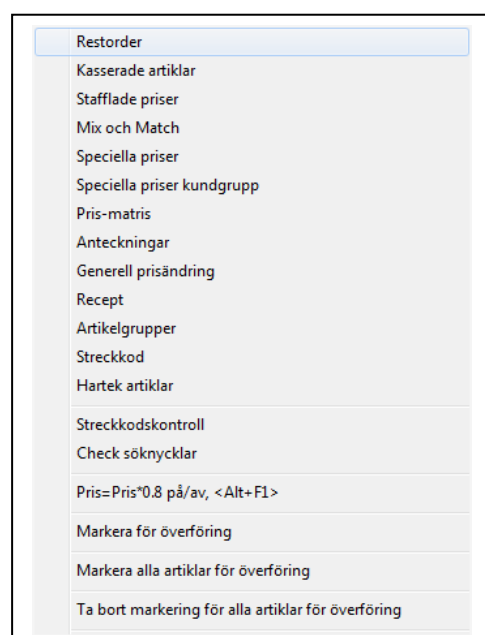 Restorder
Kasserade artiklar
Stafflade priser
Mix och Match
Speciella priser
Speciella priser kundgrupp
Pris-matris
Anteckningar
Generell prisändring
Recept
Artikelgrupper
Streckkod
Hartek artiklar
Streckkodskontroll
Check söknycklar
Pris=Pris*0.8 på/av, <Alt+F1>
Markera för överföring
Markera alla artiklar för överföring
Ta bort markering för alla artiklar för överföring